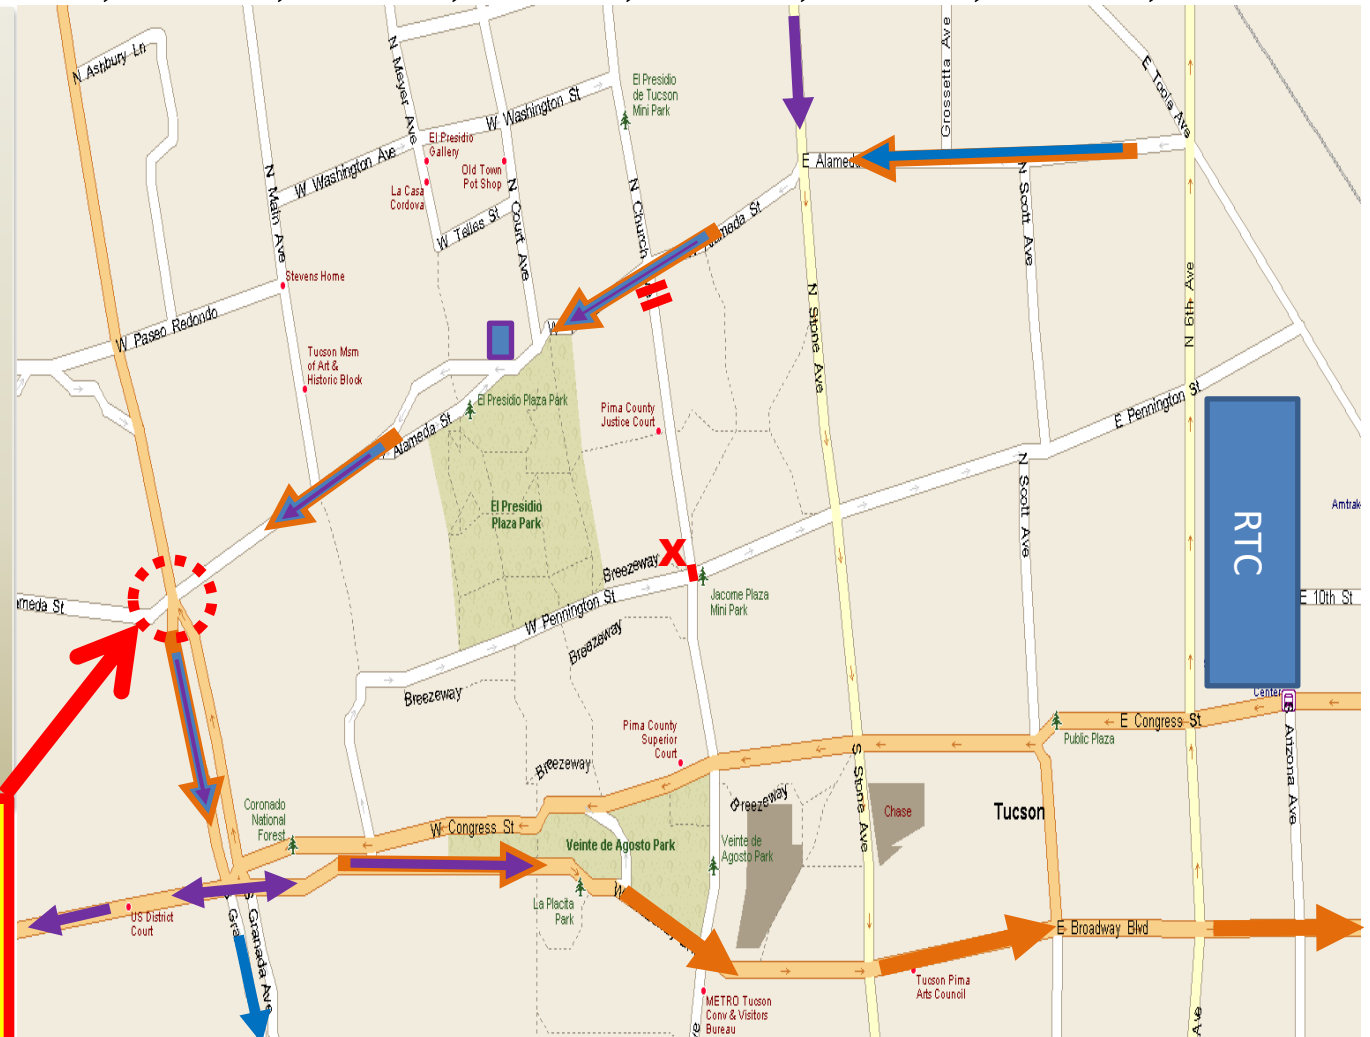 N Ashbury Ln
N Meyer Ave
W Washington St
El Presidio
de Tucson
Mini Park
Grossetta Ave
E Toole Ave
W Washington Ave
El Presidio
Gallery
Old Town
Pot Shop
La Casa
Cordova
E Alameda
N Main Ave
N Court Ave
N Church
N Scott Ave
W Telles St
Alameda St
Stevens Home
N Stone Ave
N 6th Ave
W Paseo Redondo
W
Tucson Msm
of Art &
Historic Block
El Presidio Plaza Park
Pima County
Justice Court
E Pennington St
Alameda St
N Scott Ave
El Presidio
Plaza Park
Amtrak
RTC
X
Breezeway
Jacome Plaza
Mini Park
E 10th St
meda St
W Pennington St
Breezeway
Breezeway
Center
Pima County
Superior
Court
E Congress St
Public Plaza
S Stone Ave
Arizona Ave
Breezeway
Breezeway
Chase
Tucson
Coronado
National
Forest
W Congress St
Veinte de Agosto Park
Veinte de
Agosto Park
La Placita
Park
W
US District
Court
S Granada Ave
E Broadway Blvd
Tucson Pima
Arts Council
METRO Tucson
Conv & Visitors
Bureau
Ave